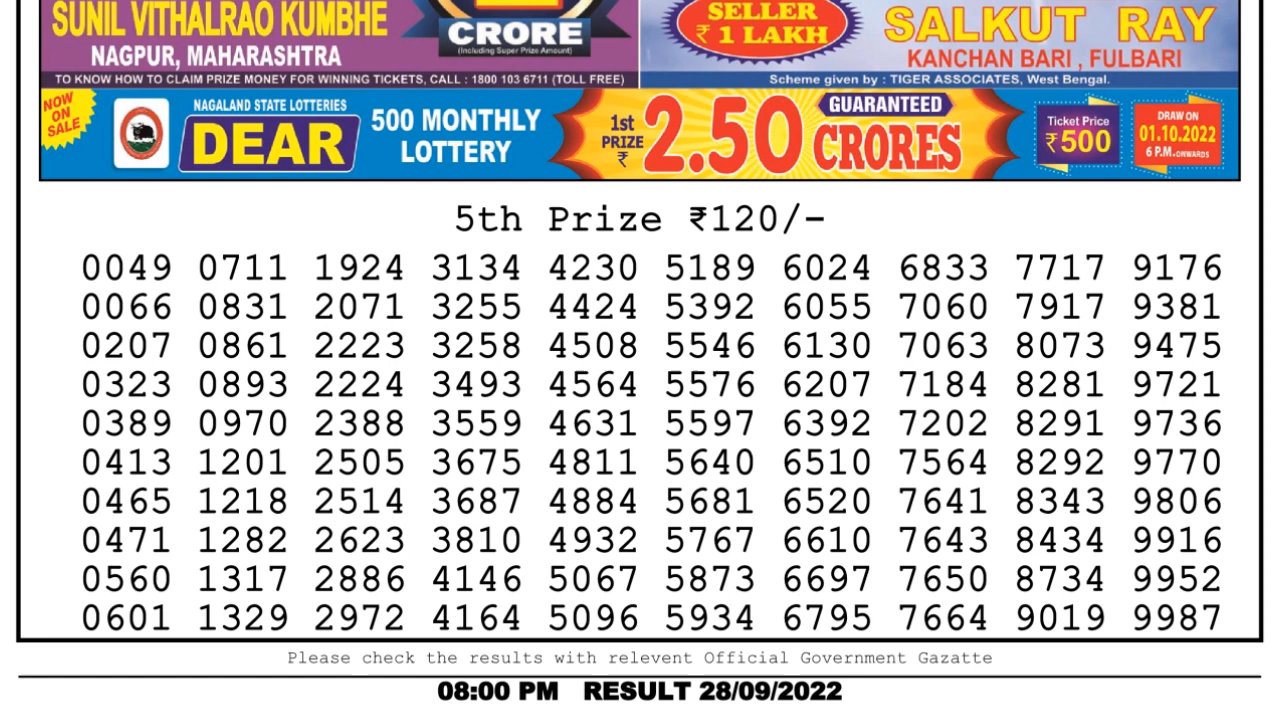 SUNIL VITHALRAO KUMBHE
NAGPUR, MAHARASHTRA
CRORE
(Including Super Prize Amount)
SELLER
₹ 1 LAKH
SALKUT RAY
KANCHAN BARI , FULBARI
TO KNOW HOW TO CLAIM PRIZE MONEY FOR WINNING TICKETS, CALL : 1800 103 6711 (TOLL FREE)
Scheme given by : TIGER ASSOCIATES, West Bengal.
NOW
ON
SALE
NAGALAND STATE LOTTERIES
DEAR
500 MONTHLY
LOTTERY
1st
PRIZE
₹
2.50
GUARANTEED
CRORES
Ticket Price
₹500
DRAW ON
01.10.2022
6 P.M.ONWARDS
5th Prize ₹120/-
0049 0711 1924 3134 4230 5189 6024 6833 7717 9176
0066 0831 2071 3255 4424 5392 6055 7060 7917 9381
0207 0861 2223 3258 4508 5546 6130 7063 8073 9475
0323 0893 2224 3493 4564 5576 6207 7184 8281 9721
0389 0970 2388 3559 4631 5597 6392 7202 8291 9736
0413 1201 2505 3675 4811 5640 6510 7564 8292 9770
0465 1218 2514 3687 4884 5681 6520 7641 8343 9806
0471 1282 2623 3810 4932 5767 6610 7643 8434 9916
0560 1317 2886 4146 5067 5873 6697 7650 8734 9952
0601 1329 2972 4164 5096 5934 6795 7664 9019 9987
Please check the results with relevent Official Government Gazatte
08:00 PM RESULT 28/09/2022